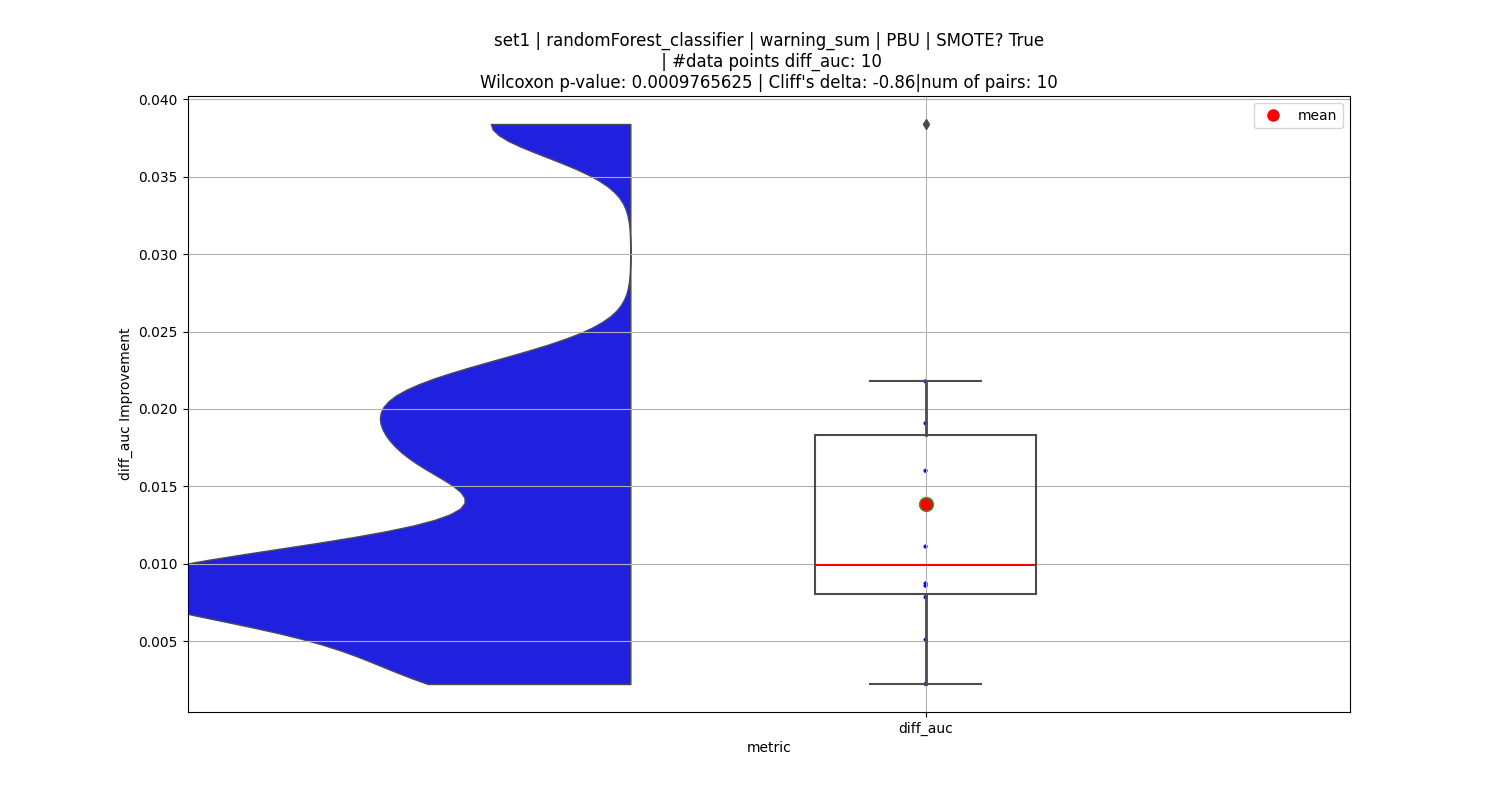 set1 | randomForest_classifier | warning_sum | PBU | SMOTE? True
| #data points diff_auc: 10
Wilcoxon p-value: 0.0009765625 | Cliff's delta: -0.86|num of pairs: 10
mean
0.040
0.035
0.030
0.025
0.020
0.015
0.010
0.005
diff_auc Improvement
diff_auc
metric